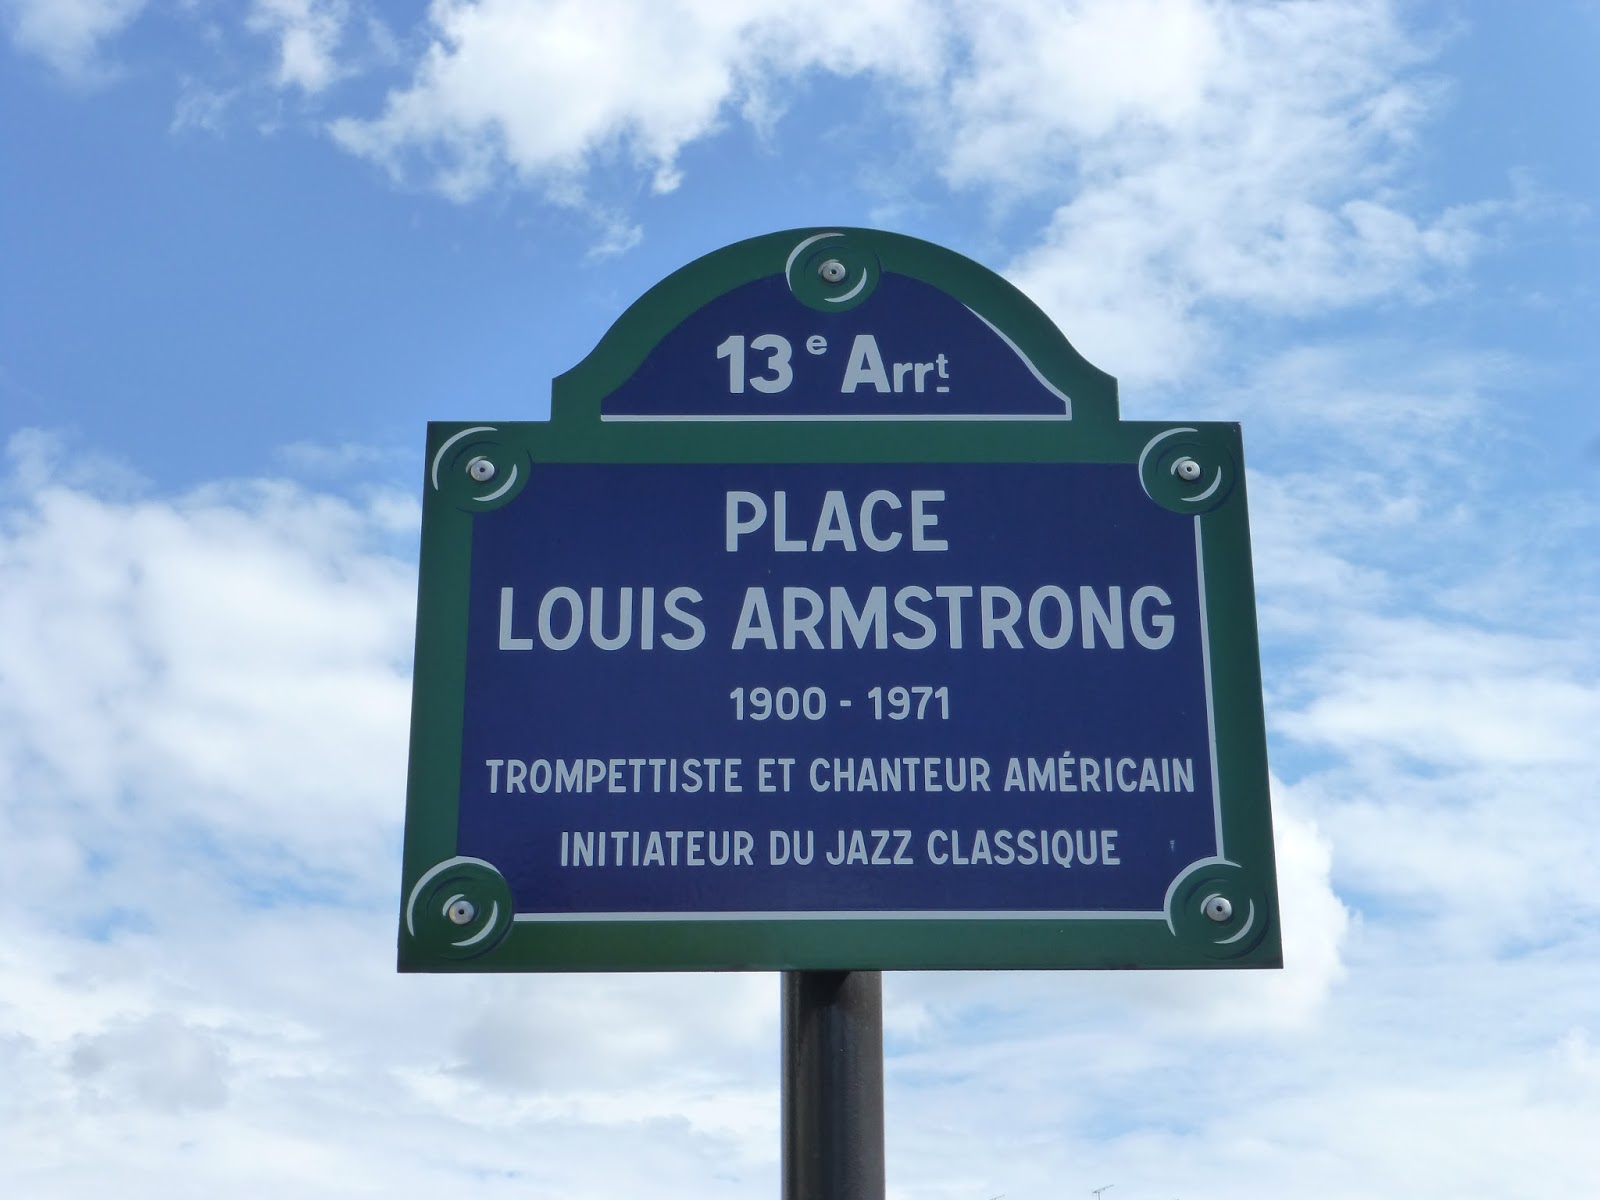 13e Arrt
PLACE
LOUIS ARMSTRONG
1900 - 1971
TROMPETTISTE ET CHANTEUR AMÉRICAIN
INITIATEUR DU JAZZ CLASSIQUE